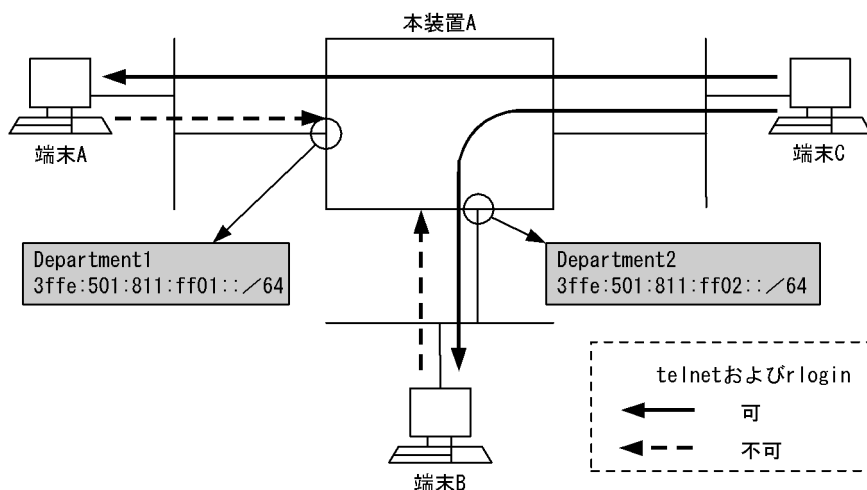 本装置A
端末A
端末C
Department1
3ffe:501:811:ff01::／64
Department2
3ffe:501:811:ff02::／64
telnetおよびrlogin
可
不可
端末B